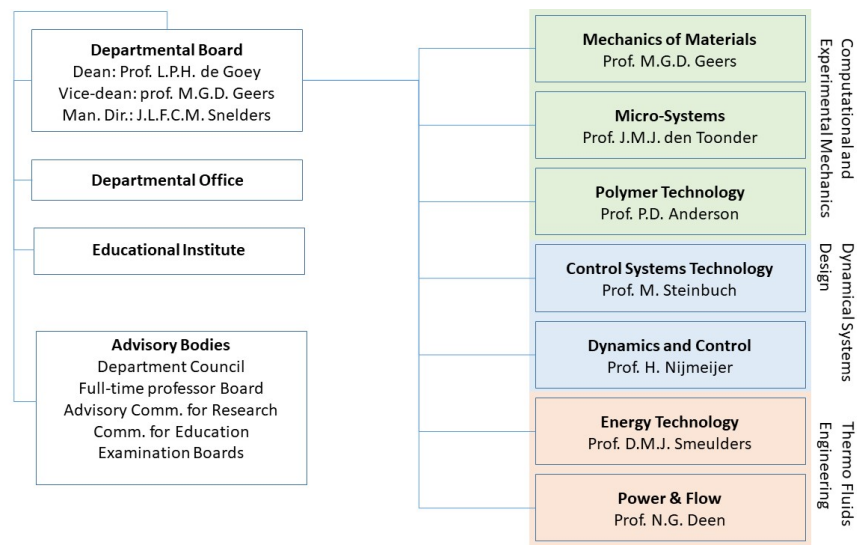 Departmental Board
Dean: Prof. L.P.H. de Goey
Vice-dean: prof. M.G.D. Geers
Man. Dir.: J.L.F.C.M. Snelders
Departmental Office
Educational Institute
Advisory Bodies
Department Council
Full-time professor Board
Advisory Comm. for Research
Comm. for Education
Examination Boards
Mechanics of Materials
Prof. M.G.D. Geers
Micro-Systems
Prof. J.M.J. den Toonder
Polymer Technology
Prof. P.D. Anderson
Computational and
Experimental Mechanics
Control Systems Technology
Prof. M. Steinbuch
Dynamics and Control
Prof. H. Nijmeijer
Dynamical Systems
Design
Energy Technology
Prof. D.M.J. Smeulders
Power & Flow
Prof. N.G. Deen
Thermo Fluids
Engineering